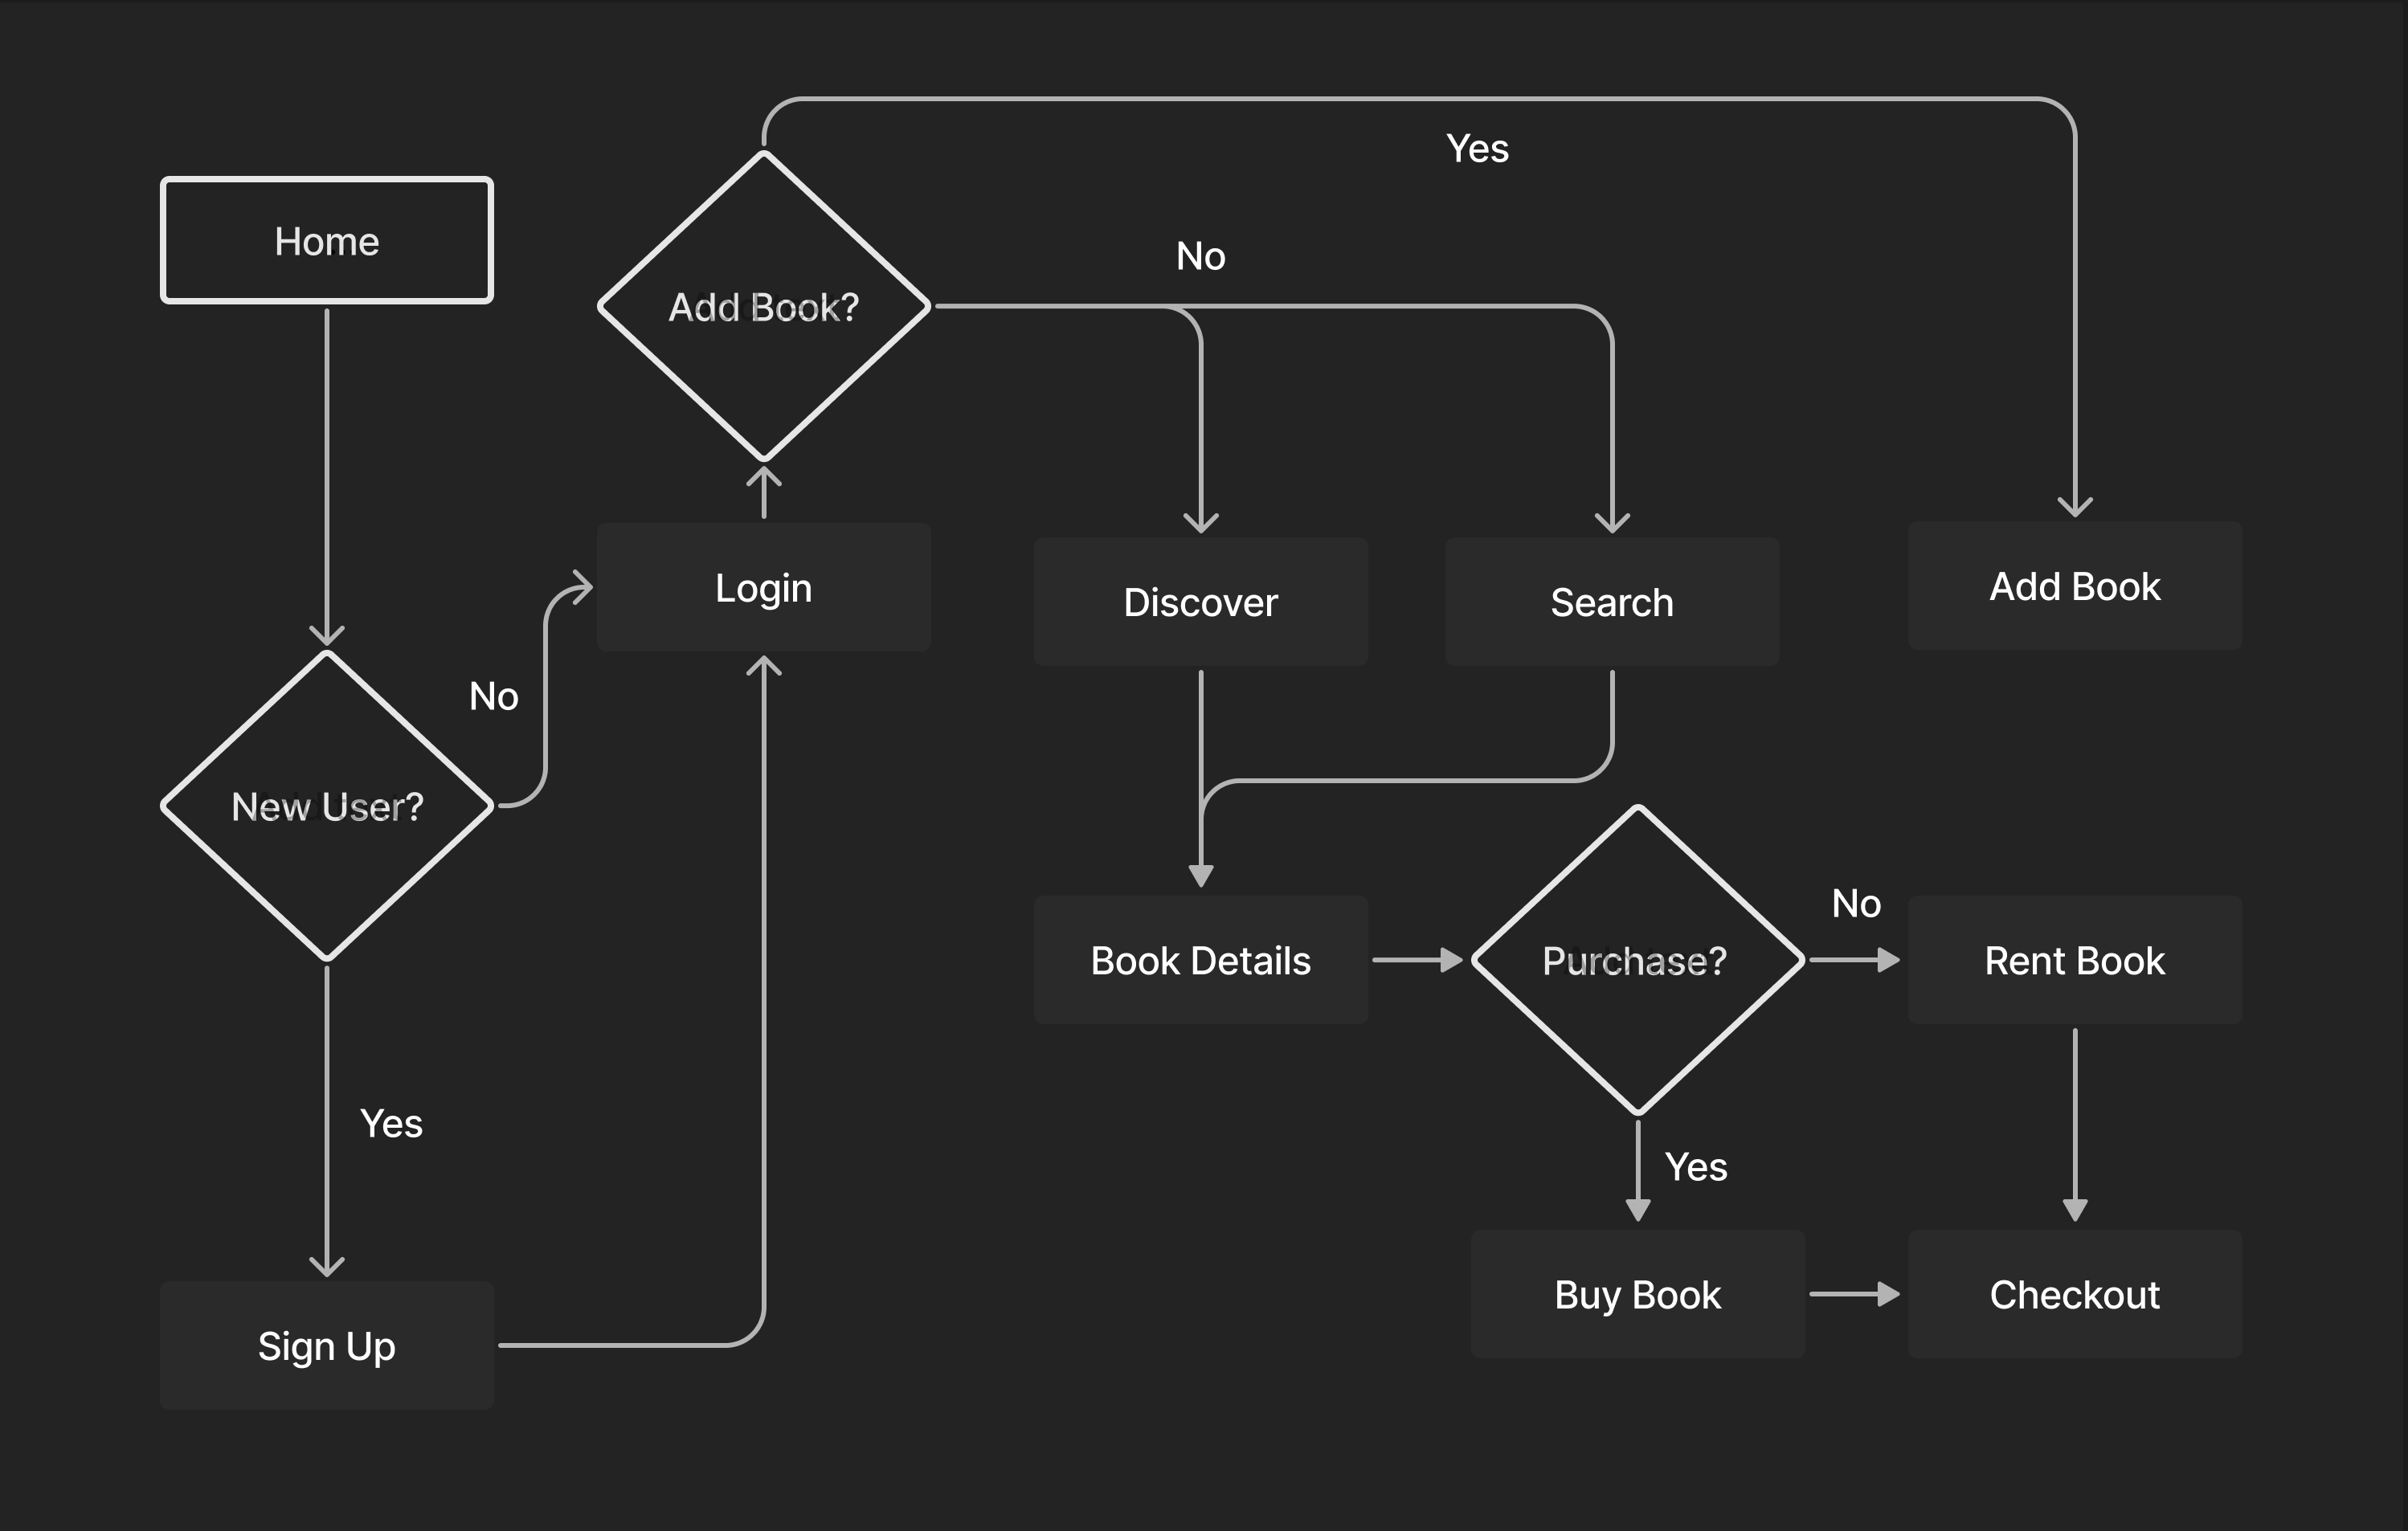 Yes
Home
No
Add Book?
Login
Discover
Search
Add Book
No
New User?
No
Book Details
Purchase?
Rent Book
Yes
Yes
Buy Book
Checkout
Sign Up